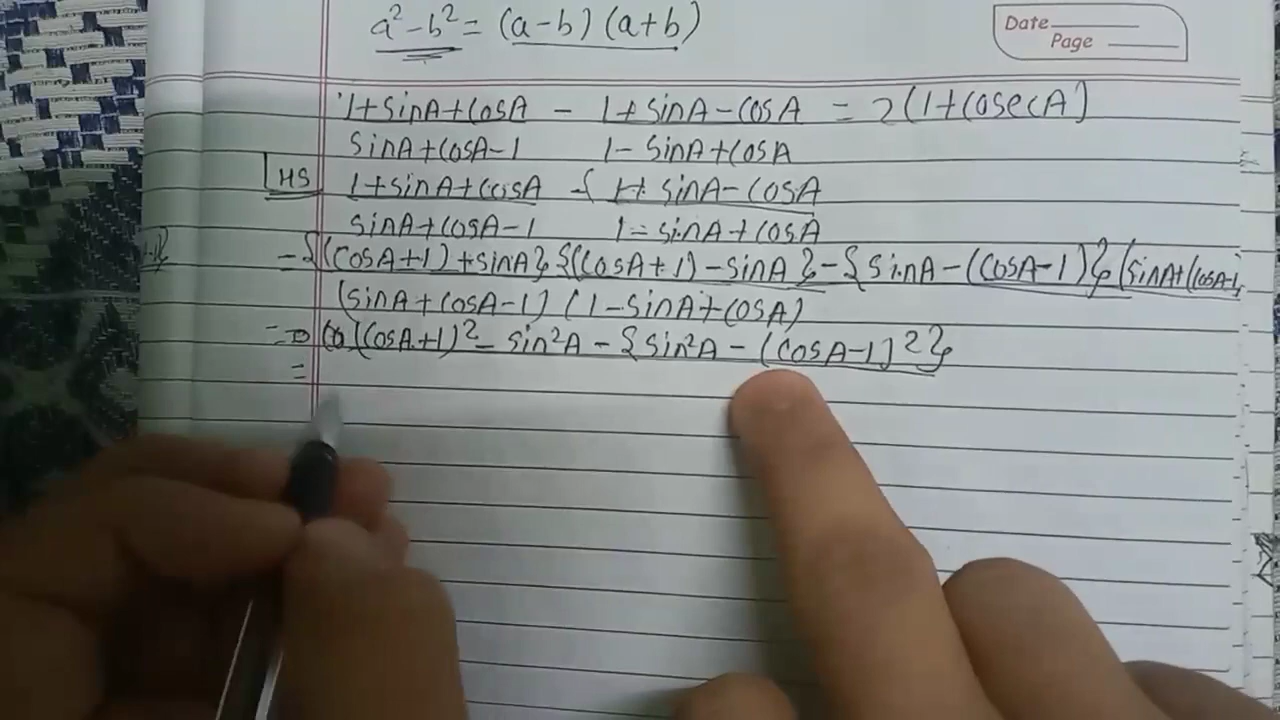 a²-b² = (a-b) (a+b)
Date
Page
1+sinA+cosA - 1+sinA-cosA = 2(1+cosecA)
sinA+cosA-1 1-sinA+cosA
LHS 1+sinA+cosA -{ 1+ sinA-cosA
sinA+cosA-1 1-sinA+cosA
={(cosA+1)+sinA}{(cosA+1)-sinA}-{sinA-(cosA-1)}(sinA+(cosA-1)
(sinA+cosA-1) (1-sinA+cosA)
= (cosA+1)²- sin²A-{sin²A-(cosA-1)²}
=